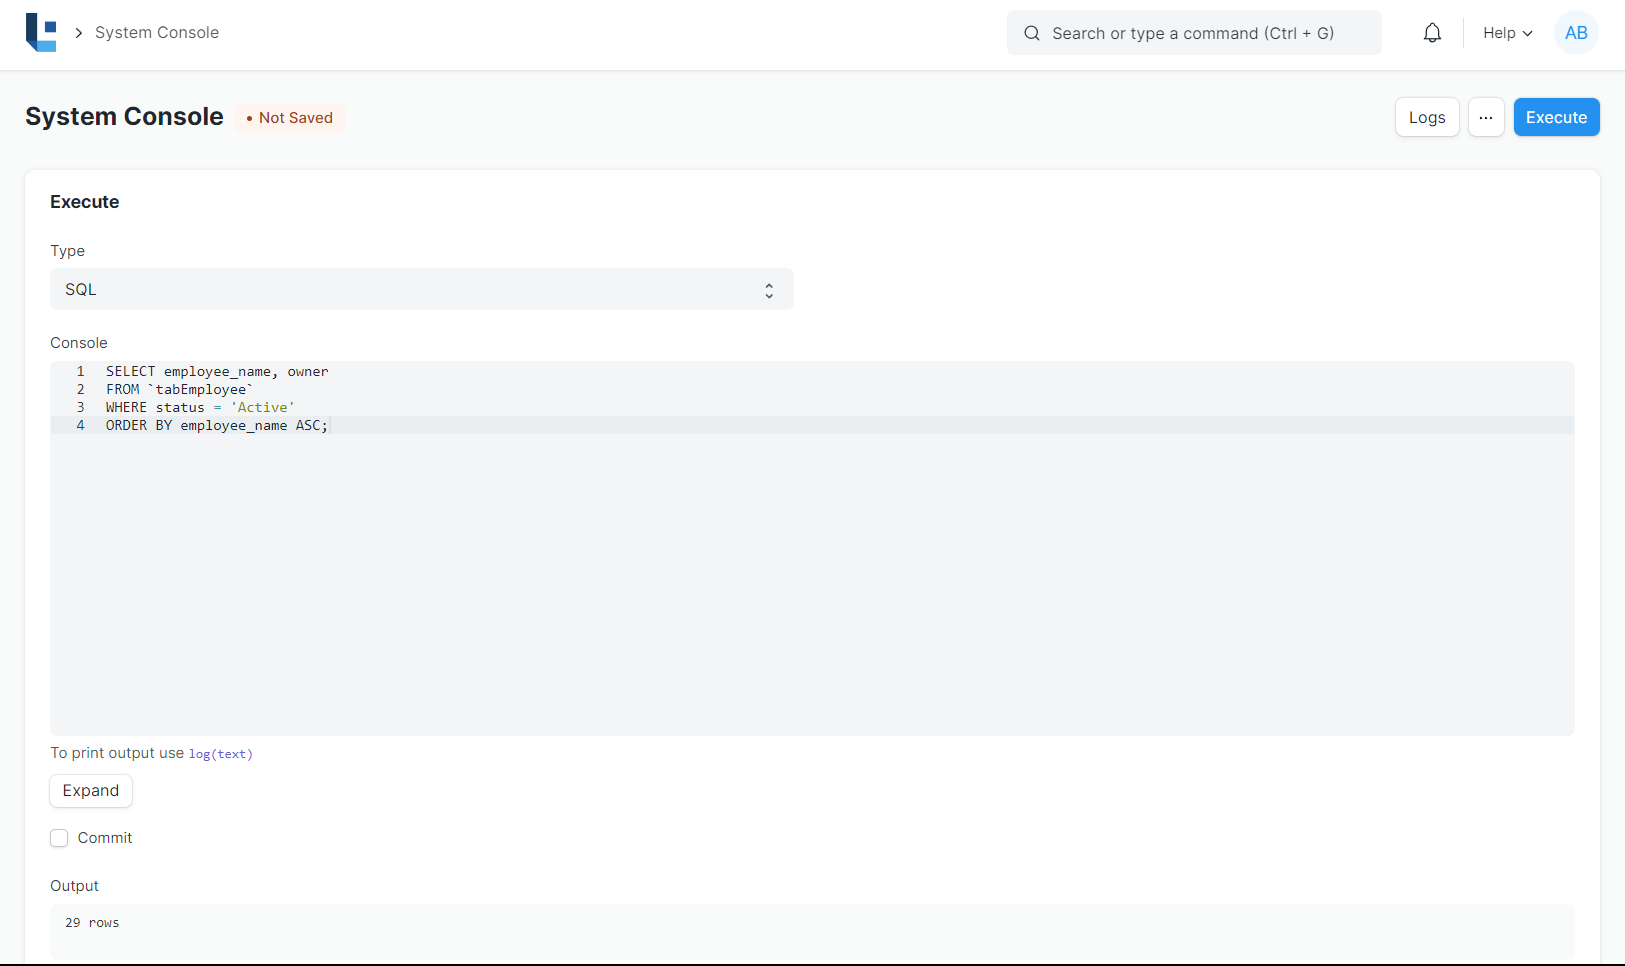 System Console
Search or type a command (Ctrl + G)
Help
AB
System Console
Not Saved
Logs
Execute
Execute
Type
SQL
Console
1 SELECT employee_name, owner
2 FROM `tabEmployee`
3 WHERE status = 'Active'
4 ORDER BY employee_name ASC;
To print output use log(text)
Expand
Commit
Output
29 rows